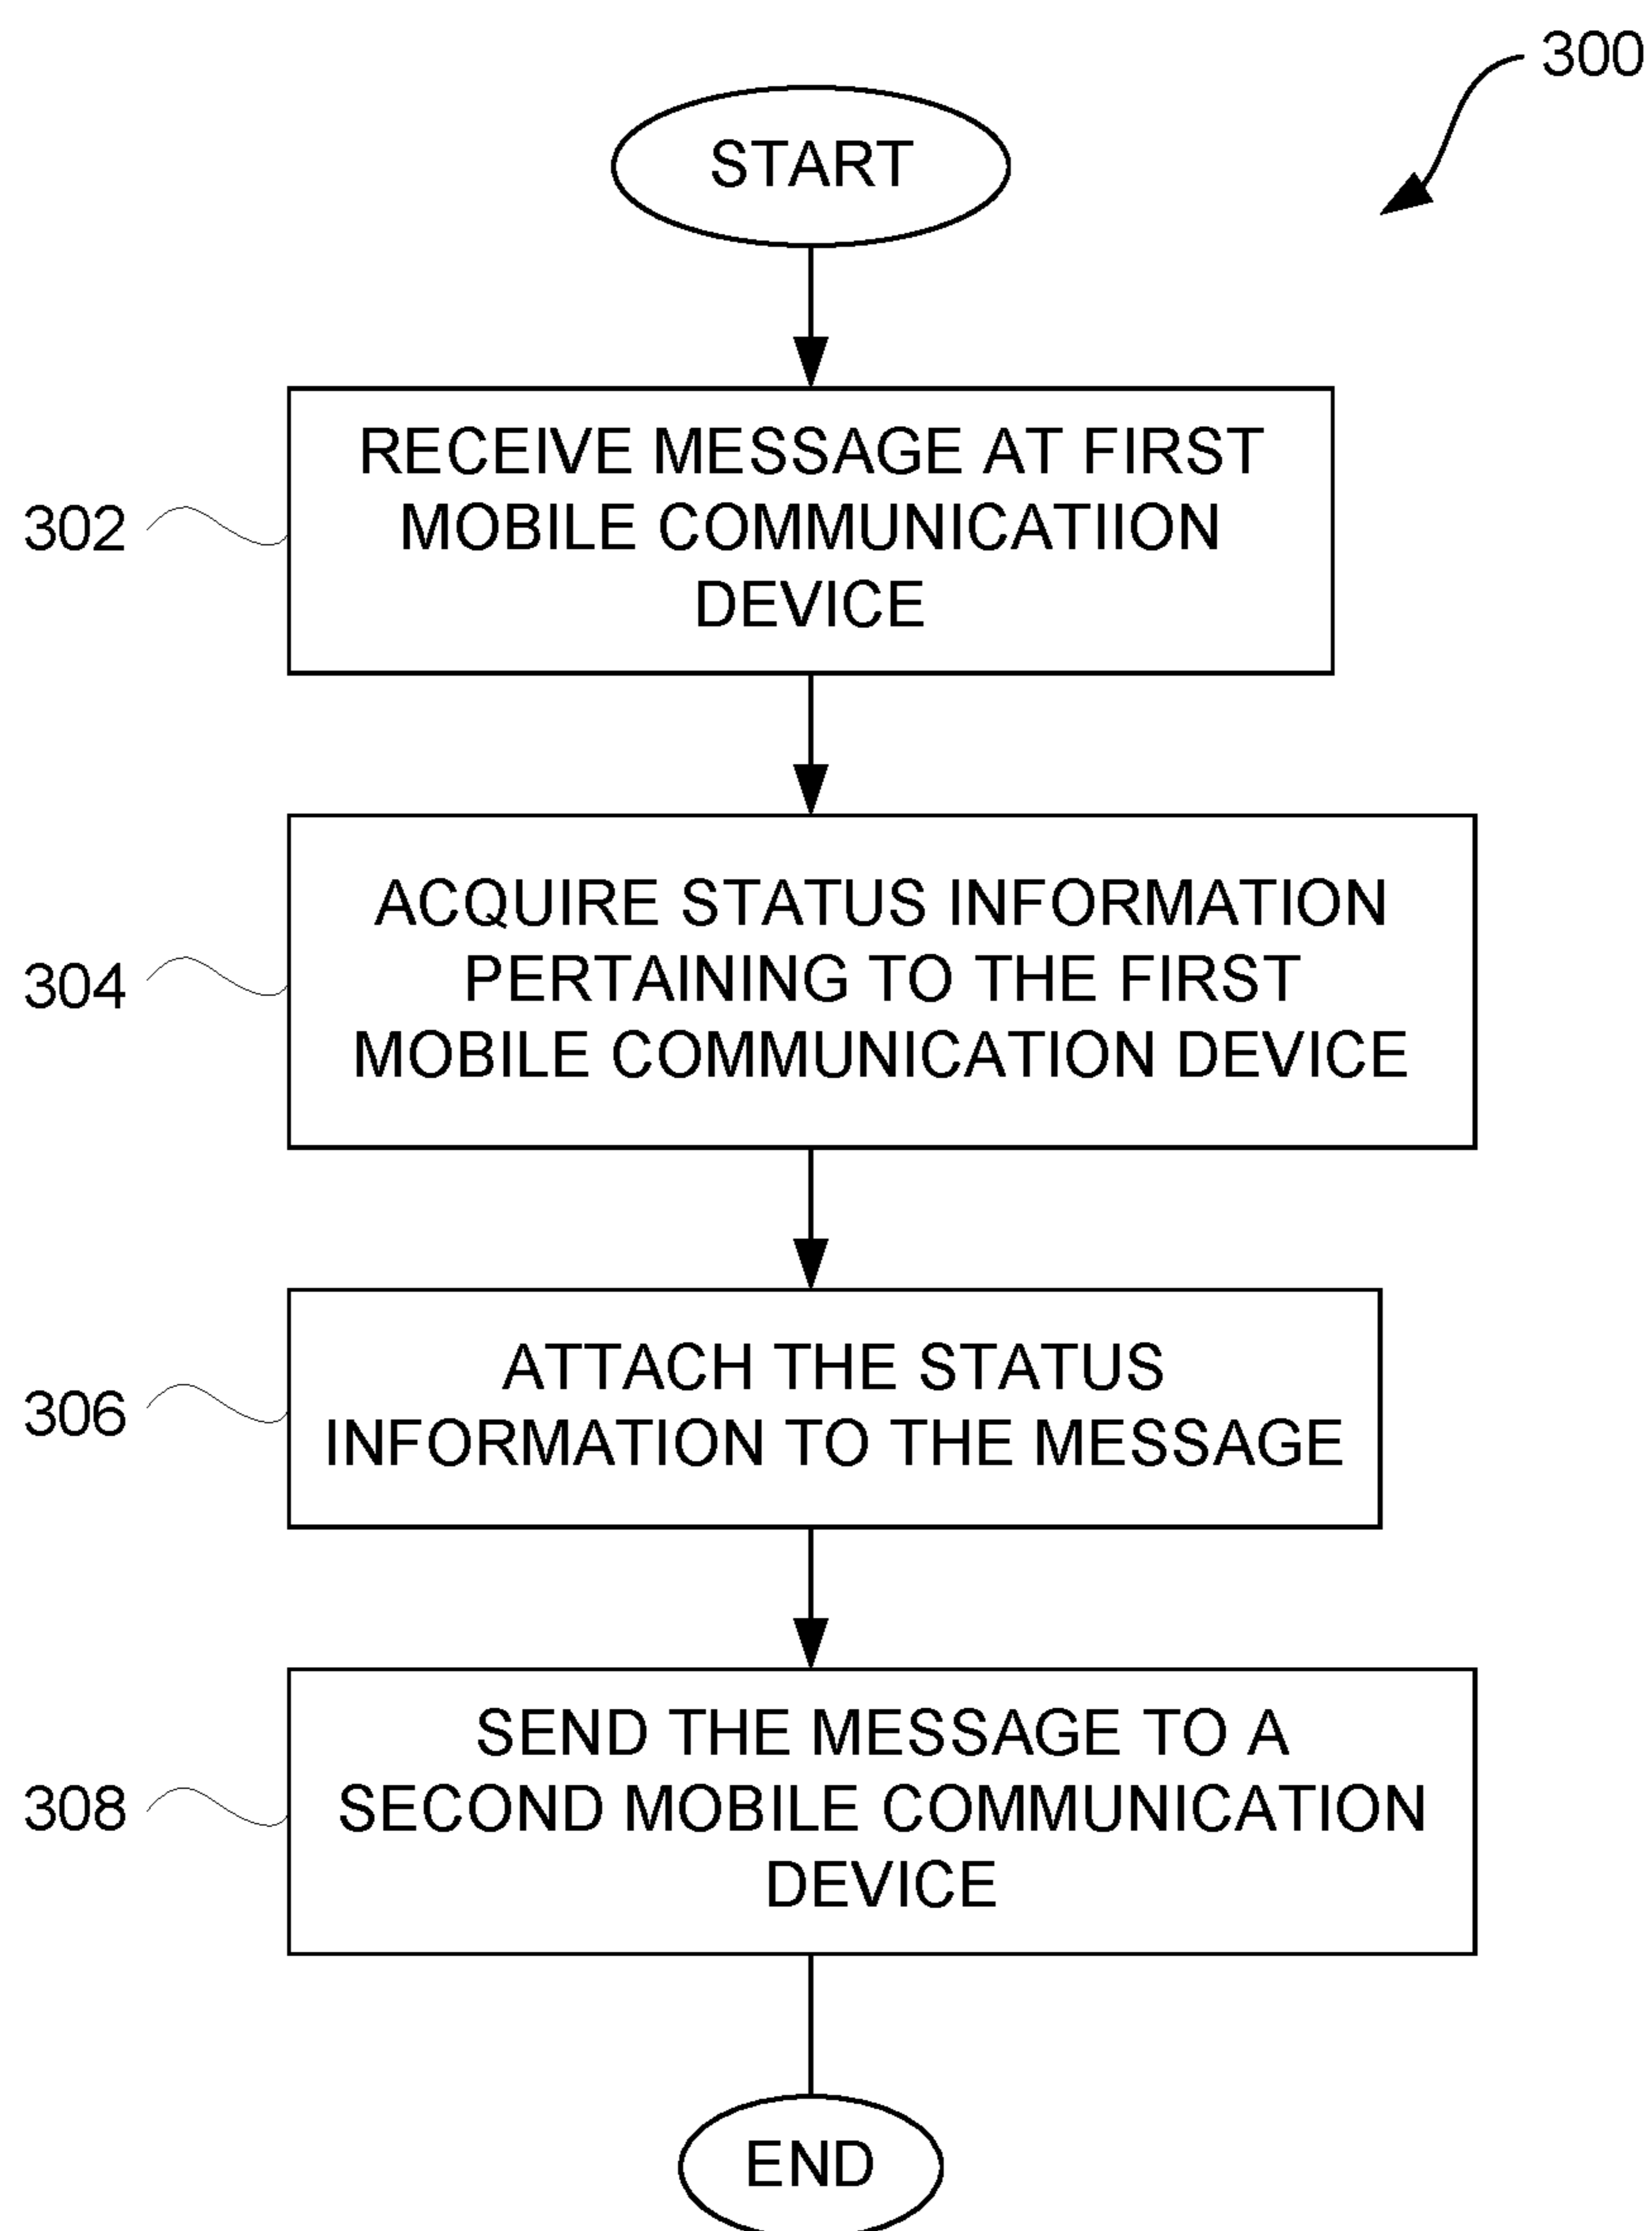 300
START
302
RECEIVE MESSAGE AT FIRST
MOBILE COMMUNICATIION
DEVICE
304
ACQUIRE STATUS INFORMATION
PERTAINING TO THE FIRST
MOBILE COMMUNICATION DEVICE
306
ATTACH THE STATUS
INFORMATION TO THE MESSAGE
308
SEND THE MESSAGE TO A
SECOND MOBILE COMMUNICATION
DEVICE
END